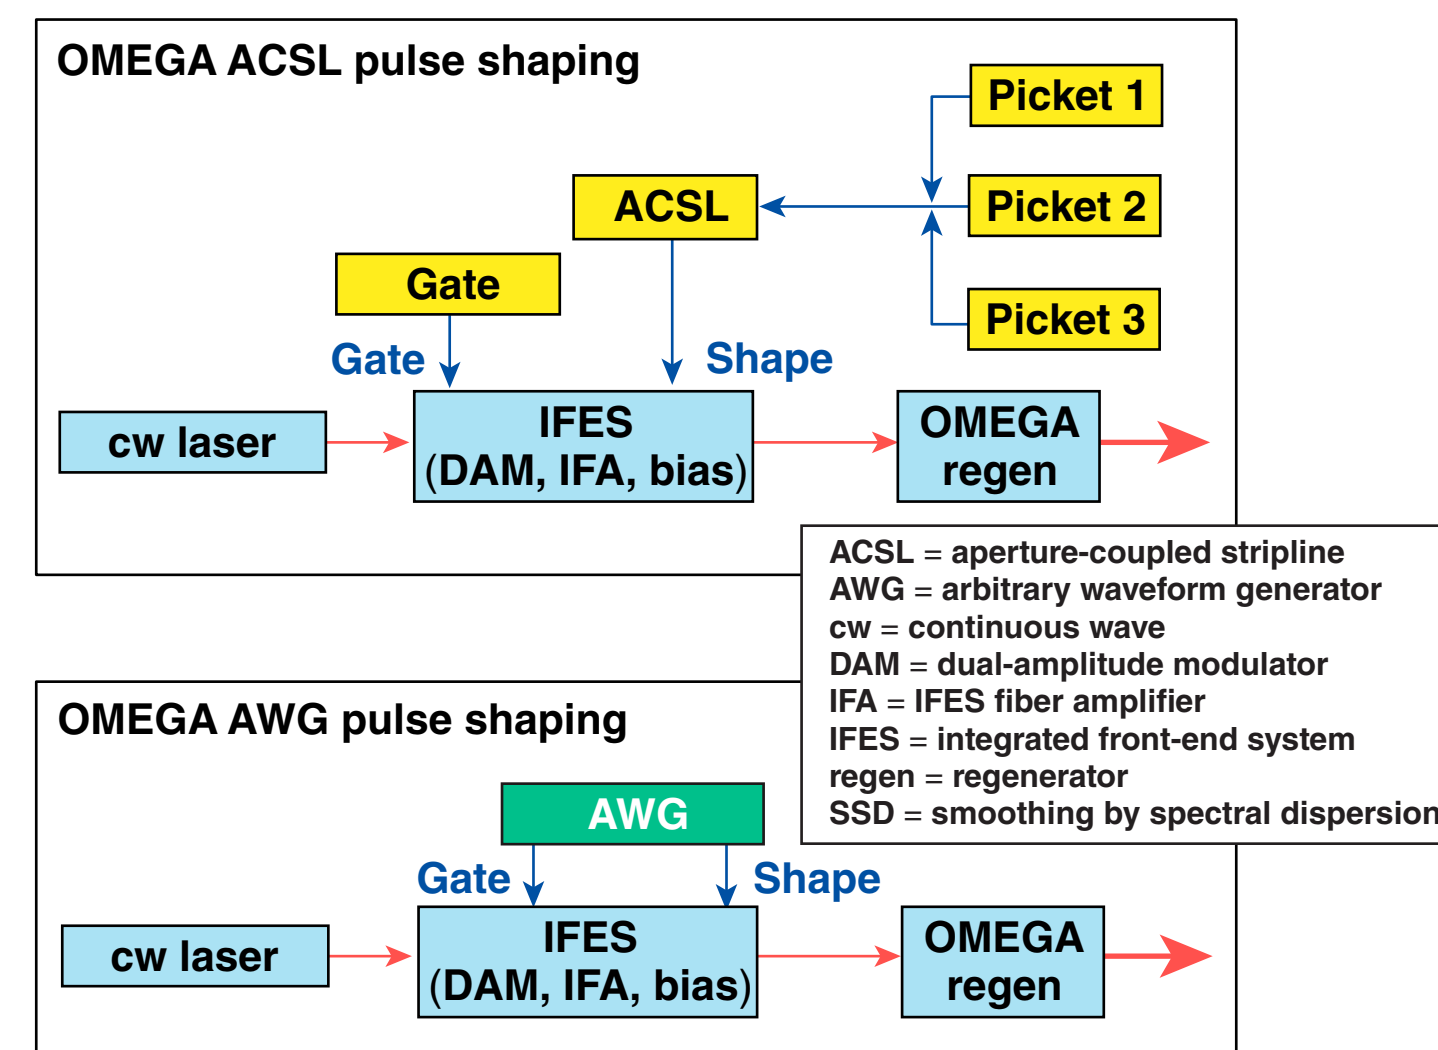 OMEGA ACSL pulse shaping
Picket 1
ACSL
Picket 2
Gate
Picket 3
Gate
Shape
cw laser
IFES
(DAM, IFA, bias)
OMEGA
regen
ACSL = aperture-coupled stripline
AWG = arbitrary waveform generator
cw = continuous wave
DAM = dual-amplitude modulator
IFA = IFES fiber amplifier
IFES = integrated front-end system
regen = regenerator
SSD = smoothing by spectral dispersion
OMEGA AWG pulse shaping
AWG
Gate
Shape
cw laser
IFES
(DAM, IFA, bias)
OMEGA
regen